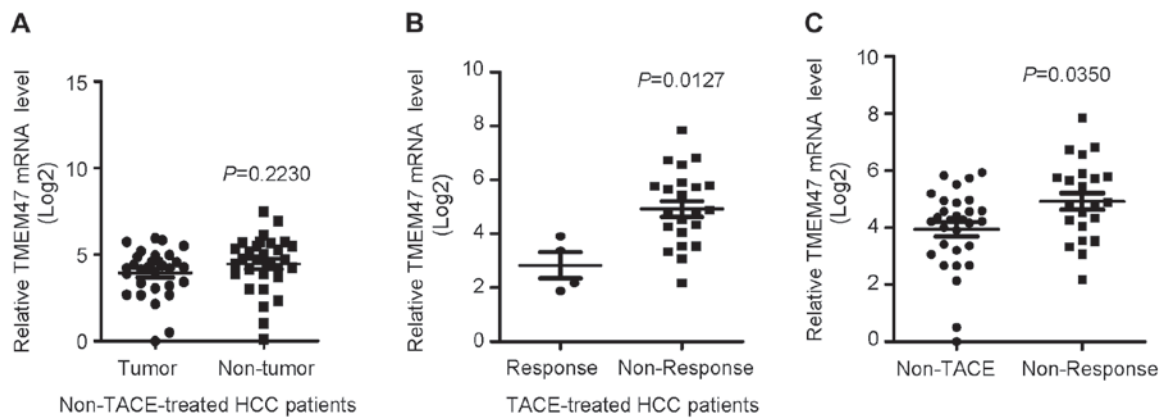 A
Relative TMEM47 mRNA level
(Log2)
15
10
5
0
P=0.2230
Tumor
Non-tumor
Non-TACE-treated HCC patients
B
Relative TMEM47 mRNA level
(Log2)
10
8
6
4
2
0
P=0.0127
Response
Non-Response
TACE-treated HCC patients
C
Relative TMEM47 mRNA level
(Log2)
10
8
6
4
2
0
P=0.0350
Non-TACE
Non-Response